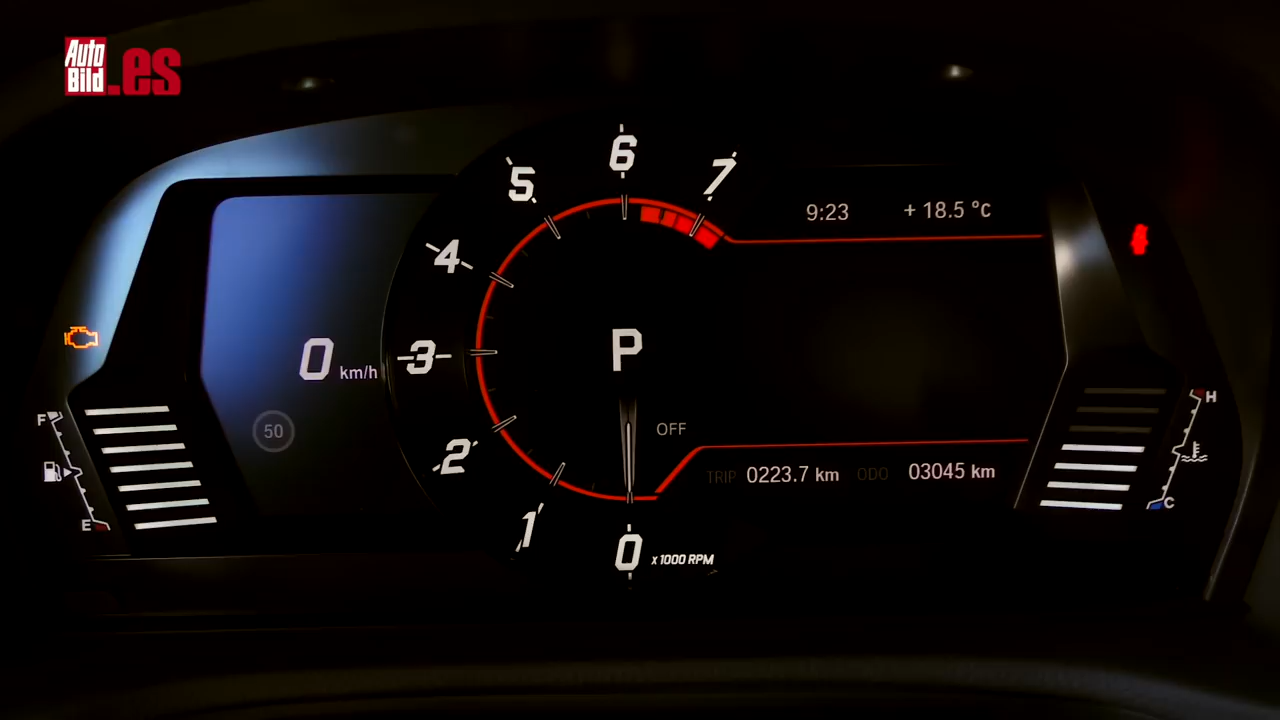 Auto
Bild.es
6
5
7
9:23
+ 18.5 °C
4
P
0 km/h
3
50
OFF
F
H
2
TRIP 0223.7 km ODO 03045 km
C
E
1
0 x 1000 RPM